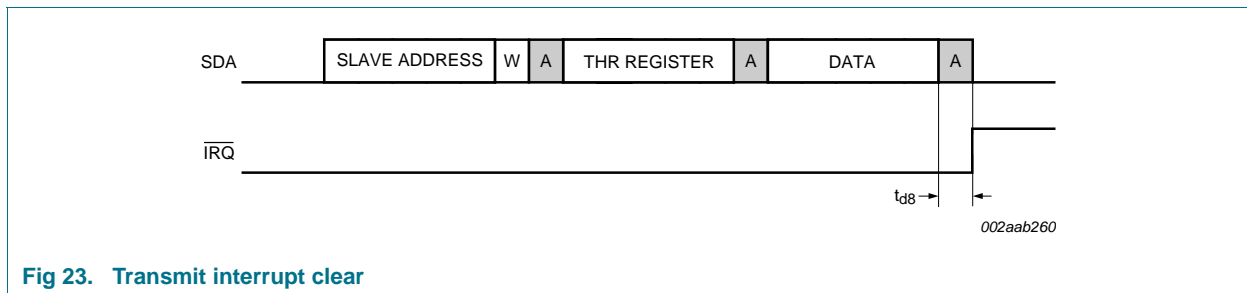 SDA SLAVE ADDRESS W A THR REGISTER A DATA A
IRQ
td8
002aab260
Fig 23. Transmit interrupt clear